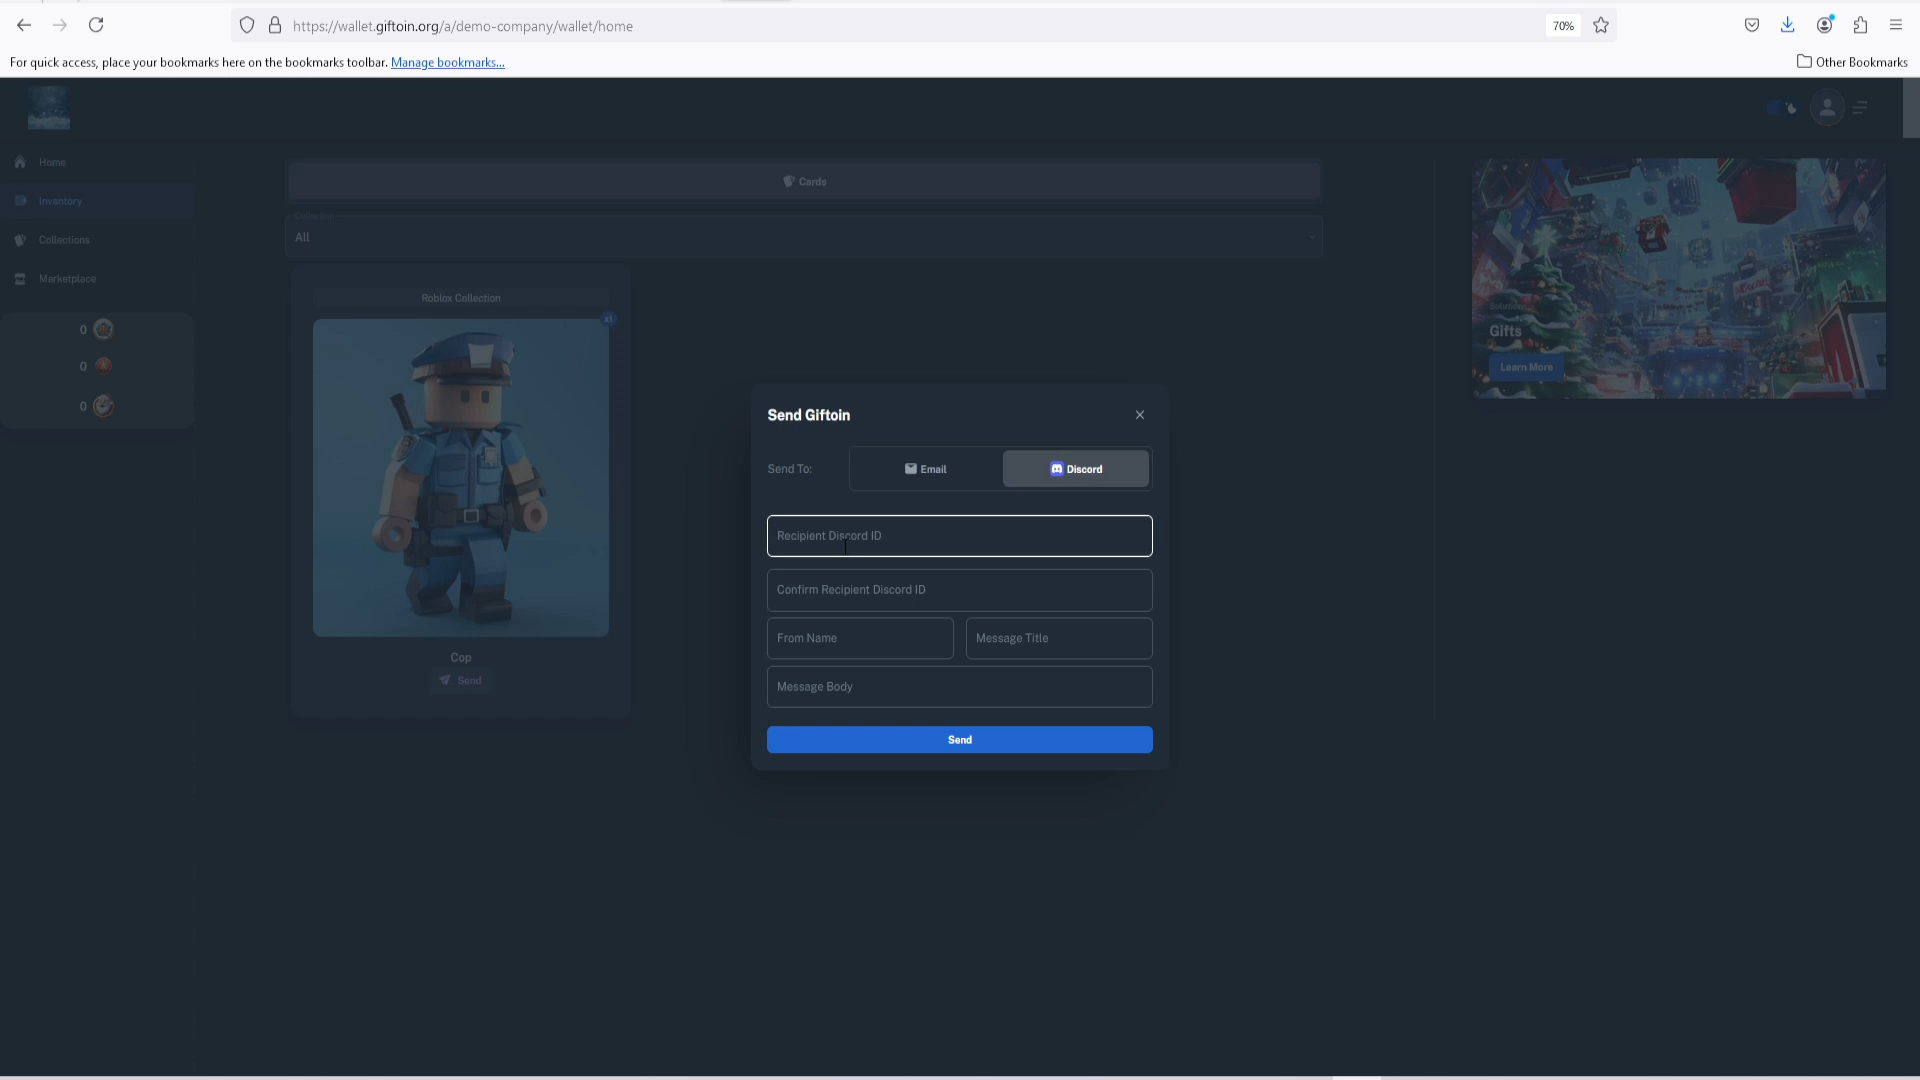 https://wallet.giftoin.org/a/demo-company/wallet/home
70%
For quick access, place your bookmarks here on the bookmarks toolbar. Manage bookmarks...
Other Bookmarks
Home
Inventory
Collections
Marketplace
0
0
0
Cards
All
Roblox Collection
x1
Cop
Send
Gifts
Learn More
Send Giftoin
Send To:
Email
Discord
Recipient Discord ID
Confirm Recipient Discord ID
From Name
Message Title
Message Body
Send